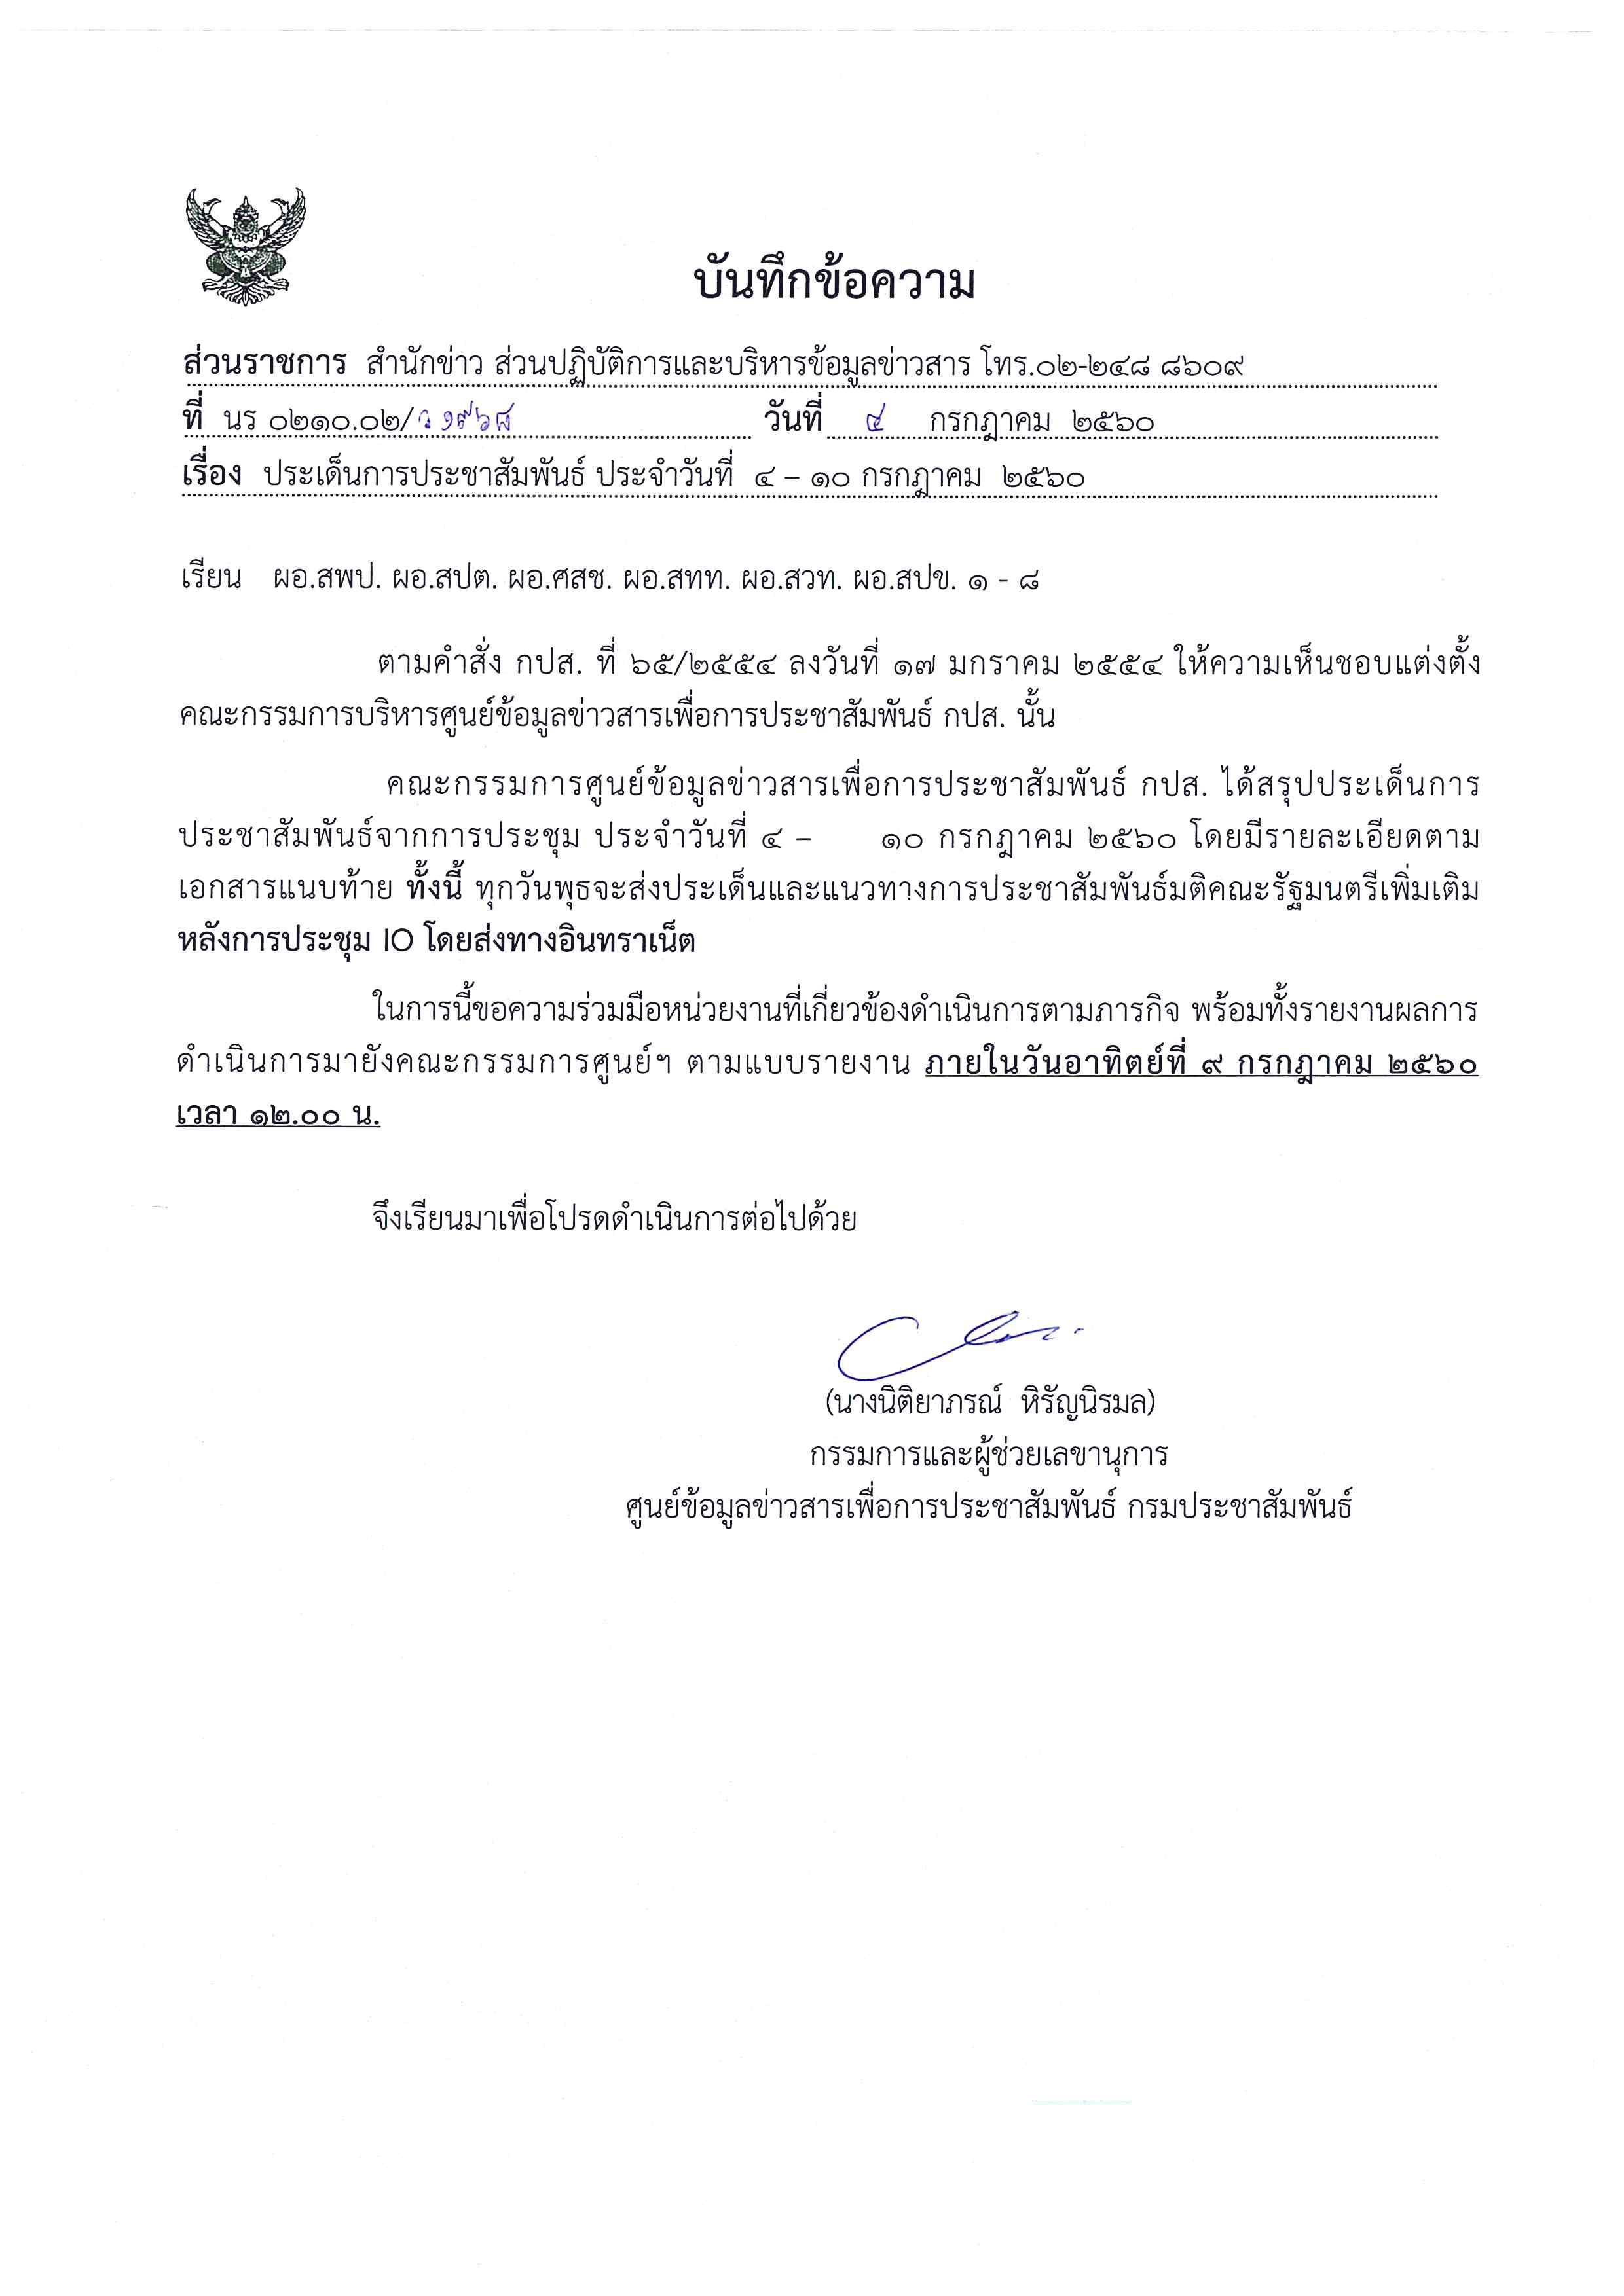 บันทึกข้อความ
ส่วนราชการ สำนักข่าว ส่วนปฏิบัติการและบริหารข้อมูลข่าวสาร โทร.๐๒-๒๔๘ ๘๖๐๙
ที่ นร ๐๒๑๐.๐๒/ว ๑๙๖๘ วันที่ ๔ กรกฎาคม ๒๕๖๐
เรื่อง ประเด็นการประชาสัมพันธ์ ประจำวันที่ ๔ – ๑๐ กรกฎาคม ๒๕๖๐
เรียน ผอ.สพป. ผอ.สปต. ผอ.ศสช. ผอ.สทท. ผอ.สวท. ผอ.สปข. ๑ - ๘
ตามคำสั่ง กปส. ที่ ๖๕/๒๕๕๔ ลงวันที่ ๑๗ มกราคม ๒๕๕๔ ให้ความเห็นชอบแต่งตั้ง
คณะกรรมการบริหารศูนย์ข้อมูลข่าวสารเพื่อการประชาสัมพันธ์ กปส. นั้น
คณะกรรมการศูนย์ข้อมูลข่าวสารเพื่อการประชาสัมพันธ์ กปส. ได้สรุปประเด็นการ
ประชาสัมพันธ์จากการประชุม ประจำวันที่ ๔ – ๑๐ กรกฎาคม ๒๕๖๐ โดยมีรายละเอียดตาม
เอกสารแนบท้าย ทั้งนี้ ทุกวันพุธจะส่งประเด็นและแนวทางการประชาสัมพันธ์มติคณะรัฐมนตรีเพิ่มเติม
หลังการประชุม IO โดยส่งทางอินทราเน็ต
ในการนี้ขอความร่วมมือหน่วยงานที่เกี่ยวข้องดำเนินการตามภารกิจ พร้อมทั้งรายงานผลการ
ดำเนินการมายังคณะกรรมการศูนย์ฯ ตามแบบรายงาน ภายในวันอาทิตย์ที่ ๙ กรกฎาคม ๒๕๖๐
เวลา ๑๒.๐๐ น.
จึงเรียนมาเพื่อโปรดดำเนินการต่อไปด้วย
(นางนิติยาภรณ์ หิรัญนิรมล)
กรรมการและผู้ช่วยเลขานุการ
ศูนย์ข้อมูลข่าวสารเพื่อการประชาสัมพันธ์ กรมประชาสัมพันธ์